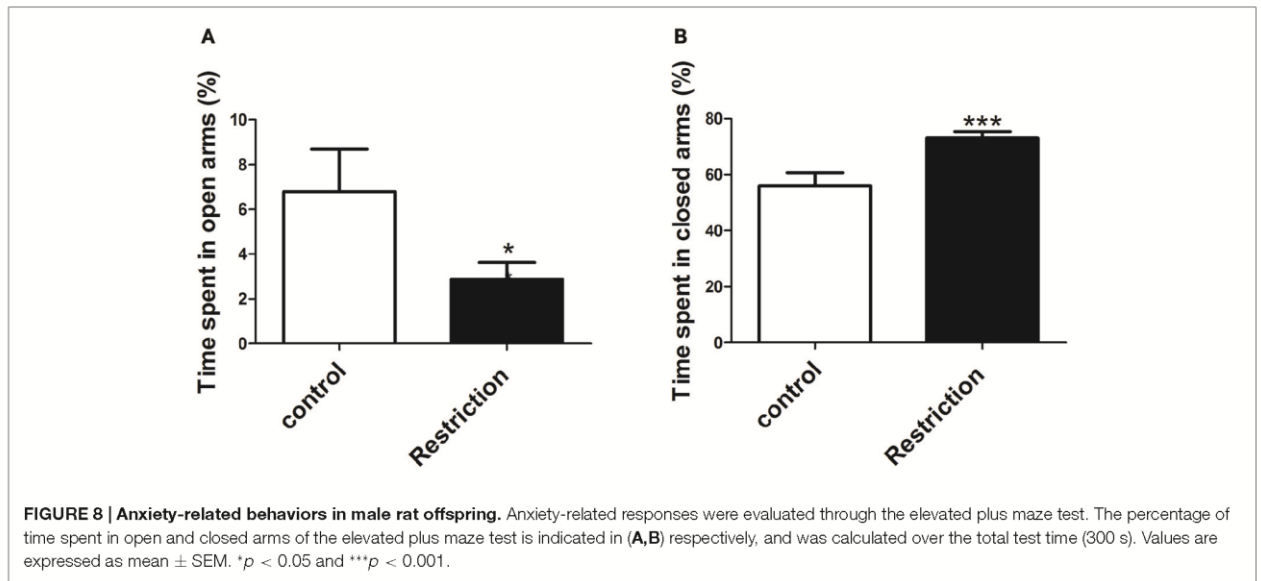 A
B
Time spent in open arms (%)
10
8
6
4
2
0
*
control
Restriction
Time spent in closed arms (%)
80
60
40
20
0
***
control
Restriction
FIGURE 8 | Anxiety-related behaviors in male rat offspring. Anxiety-related responses were evaluated through the elevated plus maze test. The percentage of
time spent in open and closed arms of the elevated plus maze test is indicated in (A,B) respectively, and was calculated over the total test time (300 s). Values are
expressed as mean ± SEM. *p < 0.05 and ***p < 0.001.